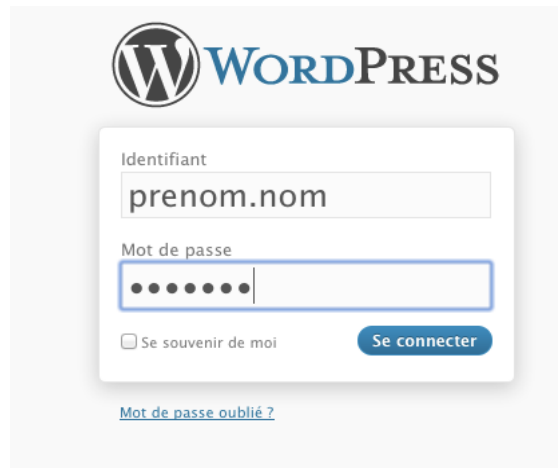 WORDPRESS
Identifiant
prenom.nom
Mot de passe
•••••••
Se souvenir de moi
Se connecter
Mot de passe oublié ?